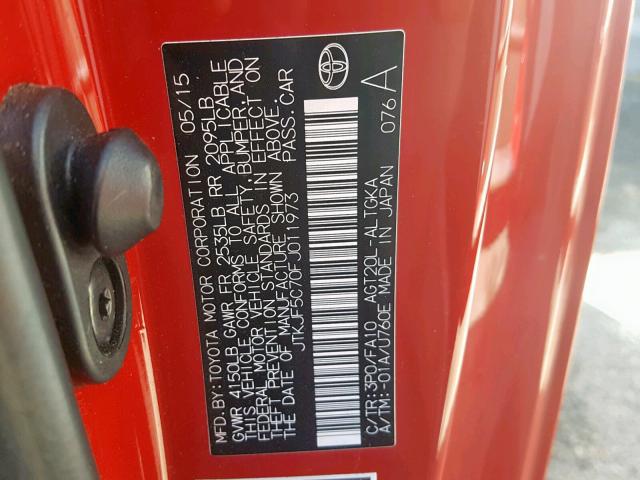 MFD. BY: TOYOTA MOTOR CORPORATION 05/15
GVWR 4150LB GAWR FR 2535LB RR 2095LB
THIS VEHICLE CONFORMS TO ALL APPLICABLE
FEDERAL MOTOR VEHICLE SAFETY, BUMPER, AND
THEFT PREVENTION STANDARDS IN EFFECT ON
THE DATE OF MANUFACTURE SHOWN ABOVE.
JTKJF5C70FJ011973 PASS. CAR
C/TR:3P0/FA10 AGT20L-ALTGKA
A/TM:-01A/U760E MADE IN JAPAN 076 A